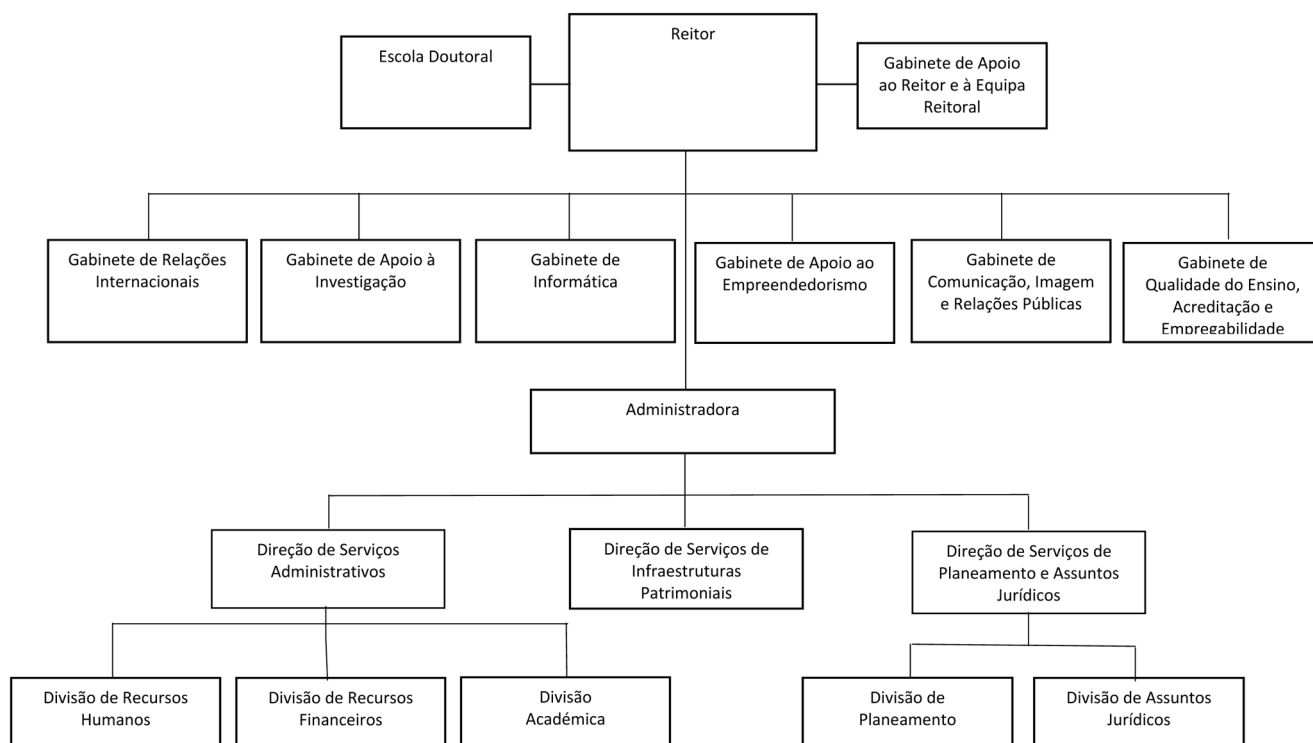 Reitor
Escola Doutoral
Gabinete de Apoio
ao Reitor e à Equipa
Reitoral
Gabinete de Relações
Internacionais
Gabinete de Apoio à
Investigação
Gabinete de
Informática
Gabinete de Apoio ao
Empreendedorismo
Gabinete de
Comunicação, Imagem
e Relações Públicas
Gabinete de
Qualidade do Ensino,
Acreditação e
Empregabilidade
Administradora
Direção de Serviços
Administrativos
Direção de Serviços de
Infraestruturas
Patrimoniais
Direção de Serviços de
Planeamento e Assuntos
Jurídicos
Divisão de Recursos
Humanos
Divisão de Recursos
Financeiros
Divisão
Académica
Divisão de
Planeamento
Divisão de Assuntos
Jurídicos